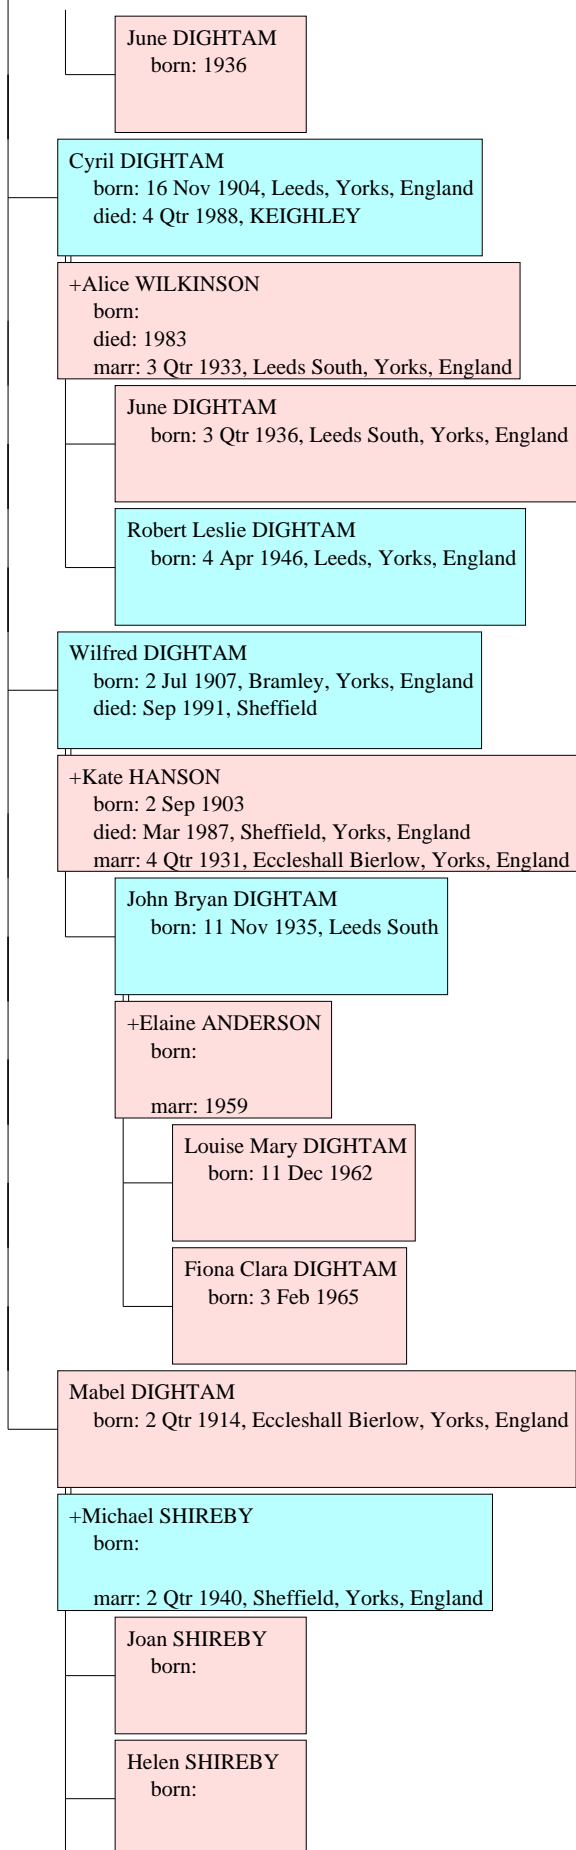 June DIGHTAM
born: 1936
Cyril DIGHTAM
born: 16 Nov 1904, Leeds, Yorks, England
died: 4 Qtr 1988, KEIGHLEY
+Alice WILKINSON
born:
died: 1983
marr: 3 Qtr 1933, Leeds South, Yorks, England
June DIGHTAM
born: 3 Qtr 1936, Leeds South, Yorks, England
Robert Leslie DIGHTAM
born: 4 Apr 1946, Leeds, Yorks, England
Wilfred DIGHTAM
born: 2 Jul 1907, Bramley, Yorks, England
died: Sep 1991, Sheffield
+Kate HANSON
born: 2 Sep 1903
died: Mar 1987, Sheffield, Yorks, England
marr: 4 Qtr 1931, Eccleshall Bierlow, Yorks, England
John Bryan DIGHTAM
born: 11 Nov 1935, Leeds South
+Elaine ANDERSON
born:
marr: 1959
Louise Mary DIGHTAM
born: 11 Dec 1962
Fiona Clara DIGHTAM
born: 3 Feb 1965
Mabel DIGHTAM
born: 2 Qtr 1914, Eccleshall Bierlow, Yorks, England
+Michael SHIREBY
born:
marr: 2 Qtr 1940, Sheffield, Yorks, England
Joan SHIREBY
born:
Helen SHIREBY
born: